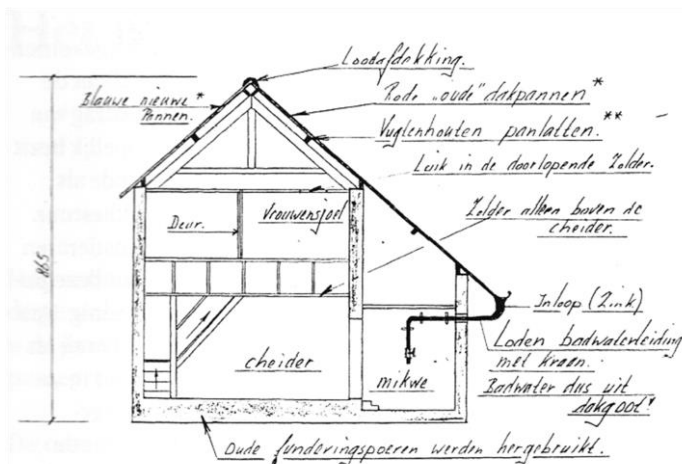 Loodafdekking.
Blauwe nieuwe *
Pannen.
Rode „oude" dakpannen *
Vuglenhouten panlatten. **
Luik in de doorlopende Zolder.
Deur.
Vrouwensjoel
Zolder alleen boven de
cheider.
865
Inloop (Zink)
Loden badwaterleiding
met kraan.
Badwater dus uit
dakgoot!
cheider
mikwe
Oude funderingspoeren werden hergebruikt.